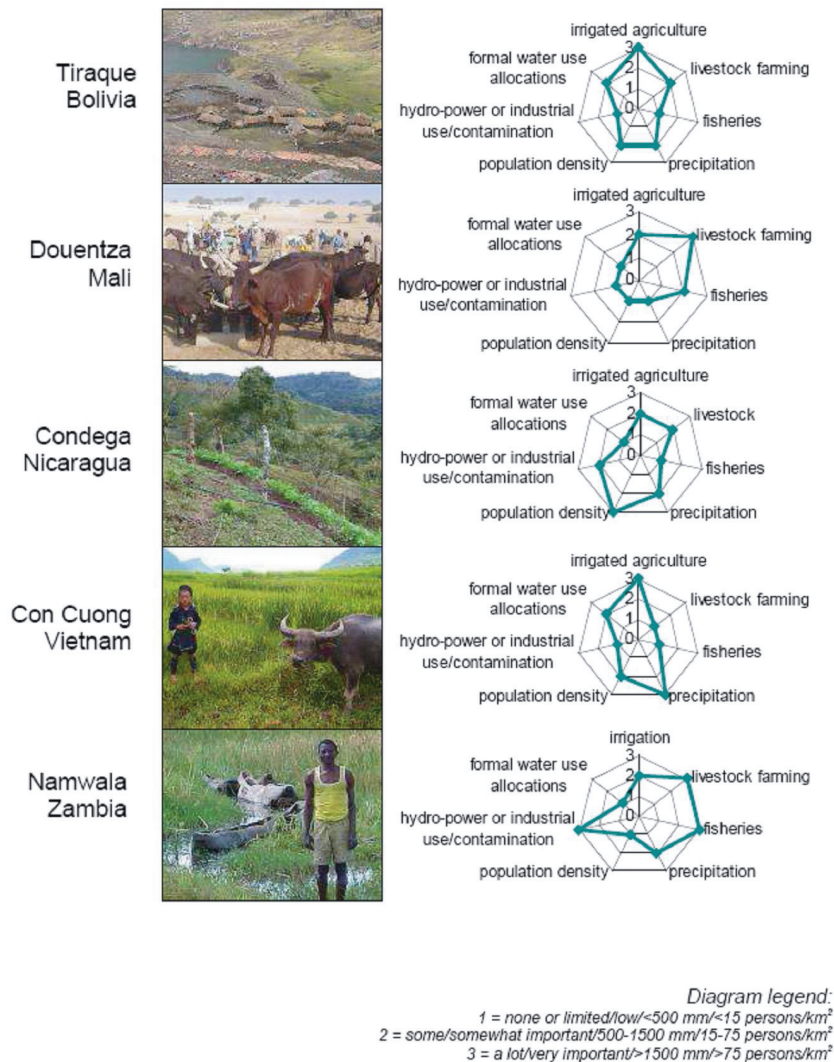 Tiraque
Bolivia
irrigated agriculture
3
2
1
0
formal water use
allocations
livestock farming
hydro-power or industrial
use/contamination
fisheries
population density
precipitation
Douentza
Mali
irrigated agriculture
3
2
1
0
formal water use
allocations
livestock farming
hydro-power or industrial
use/contamination
fisheries
population density
precipitation
Condega
Nicaragua
irrigated agriculture
3
2
1
0
formal water use
allocations
livestock
hydro-power or industrial
use/contamination
fisheries
population density
precipitation
Con Cuong
Vietnam
irrigated agriculture
3
2
1
0
formal water use
allocations
livestock farming
hydro-power or industrial
use/contamination
fisheries
population density
precipitation
Namwala
Zambia
irrigation
3
2
1
0
formal water use
allocations
livestock farming
hydro-power or industrial
use/contamination
fisheries
population density
precipitation
Diagram legend:
1 = none or limited/low/<500 mm/<15 persons/km²
2 = some/somewhat important/500-1500 mm/15-75 persons/km²
3 = a lot/very important/>1500 mm/>75 persons/km²